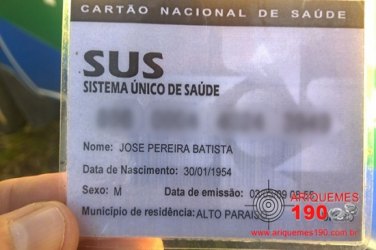 CARTÃO NACIONAL DE SAÚDE
SUS
SISTEMA ÚNICO DE SAÚDE
Nome: JOSE PEREIRA BATISTA
Data de Nascimento: 30/01/1954
Sexo: M Data de emissão:
Município de residência: ALTO PARAISO
ARIQUEMES
190
www.ariquemes190.com.br